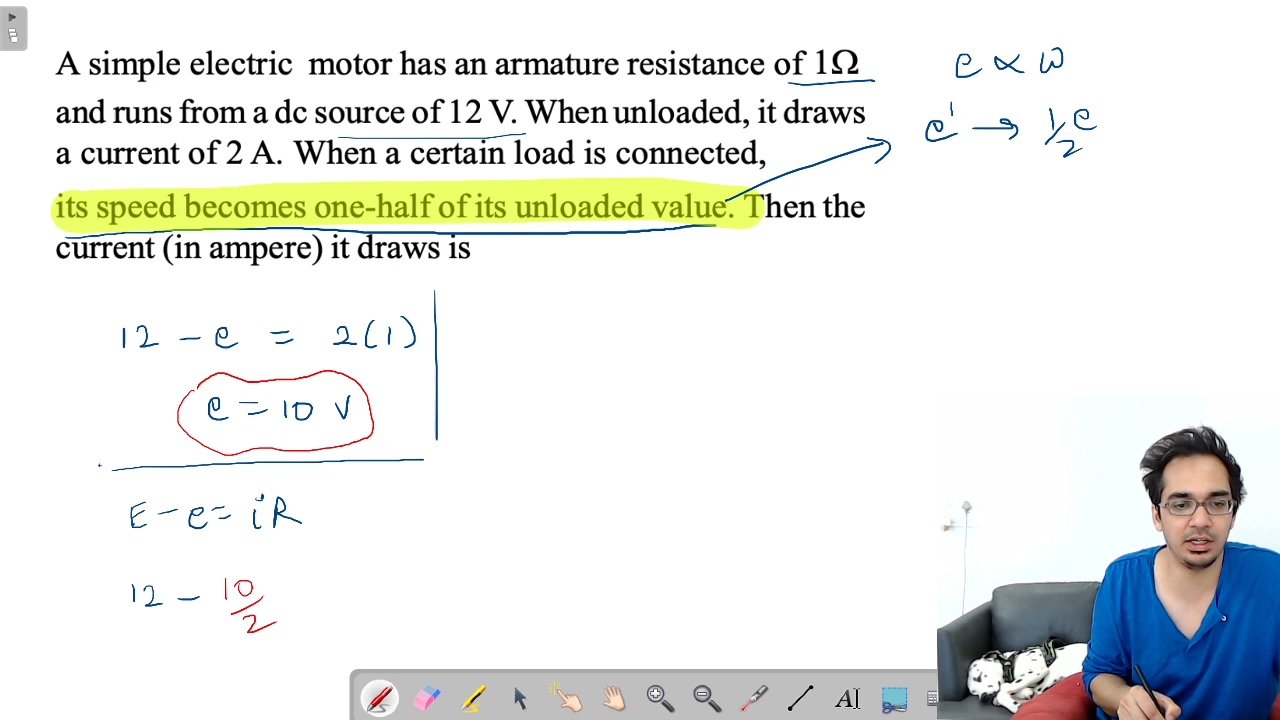 A simple electric motor has an armature resistance of 1Ω
and runs from a dc source of 12 V. When unloaded, it draws
a current of 2 A. When a certain load is connected,
its speed becomes one-half of its unloaded value. Then the
current (in ampere) it draws is
e ∝ ω
e' → 1/2 e
12 - e = 2(1)
e = 10 V
E - e = iR
12 - 10/2
AI